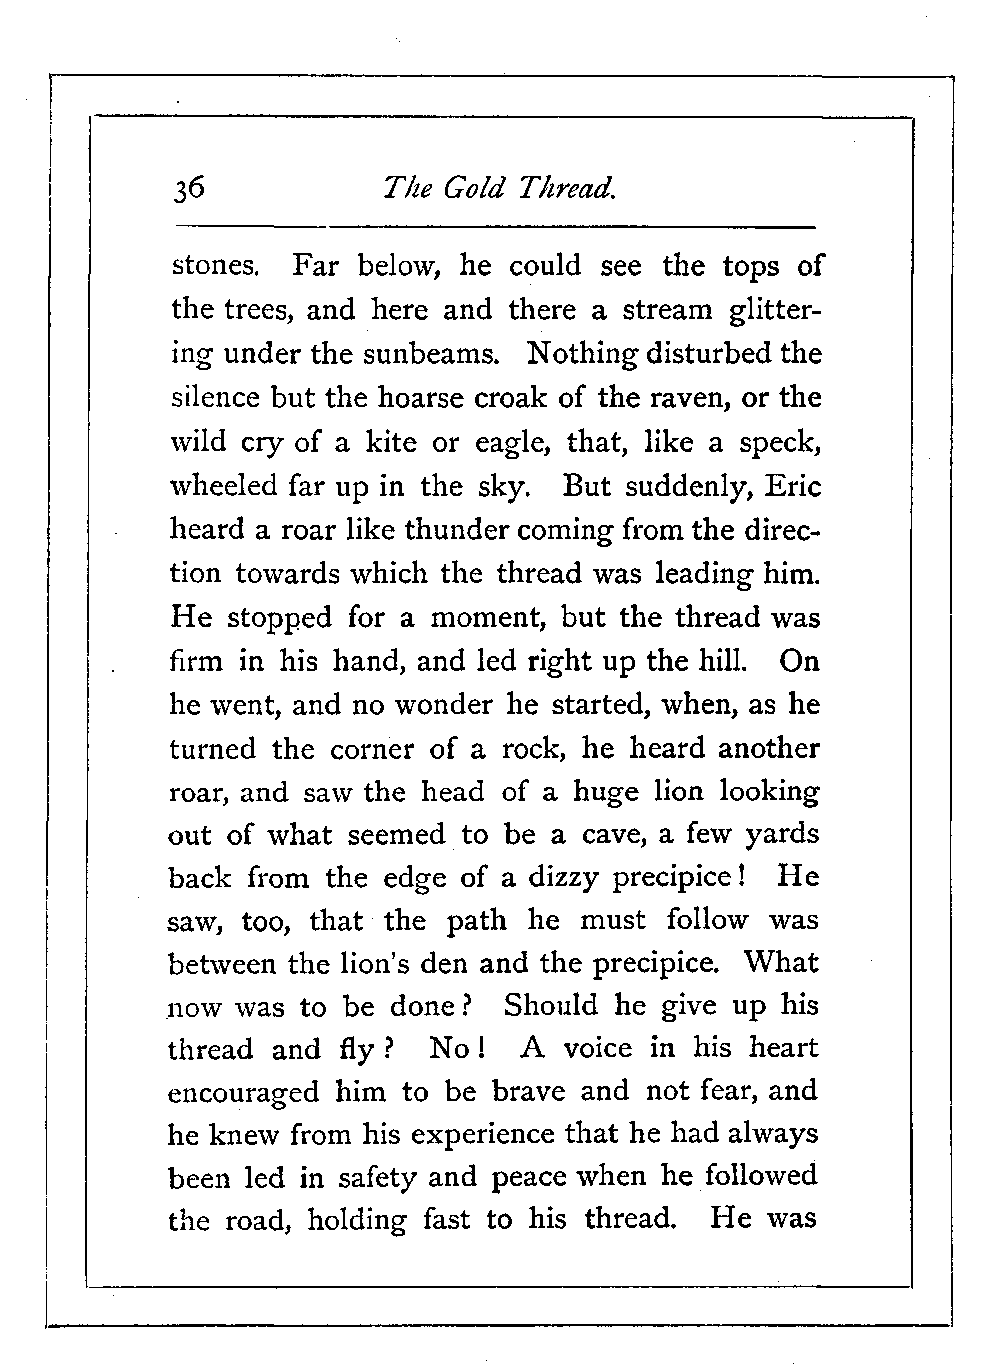 36 The Gold Thread.
stones. Far below, he could see the tops of
the trees, and here and there a stream glitter-
ing under the sunbeams. Nothing disturbed the
silence but the hoarse croak of the raven, or the
wild cry of a kite or eagle, that, like a speck,
wheeled far up in the sky. But suddenly, Eric
heard a roar like thunder coming from the direc-
tion towards which the thread was leading him.
He stopped for a moment, but the thread was
firm in his hand, and led right up the hill. On
he went, and no wonder he started, when, as he
turned the corner of a rock, he heard another
roar, and saw the head of a huge lion looking
out of what seemed to be a cave, a few yards
back from the edge of a dizzy precipice! He
saw, too, that the path he must follow was
between the lion's den and the precipice. What
now was to be done? Should he give up his
thread and fly? No! A voice in his heart
encouraged him to be brave and not fear, and
he knew from his experience that he had always
been led in safety and peace when he followed
the road, holding fast to his thread. He was